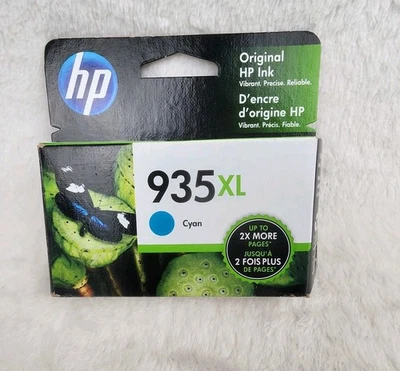 hp
Original
HP Ink
Vibrant. Precise. Reliable.
D'encre
d'origine HP
Vibrant. Précis. Fiable.
935XL
Cyan
UP TO
2X MORE
PAGES*
JUSQU'À
2 FOIS PLUS
DE PAGES*